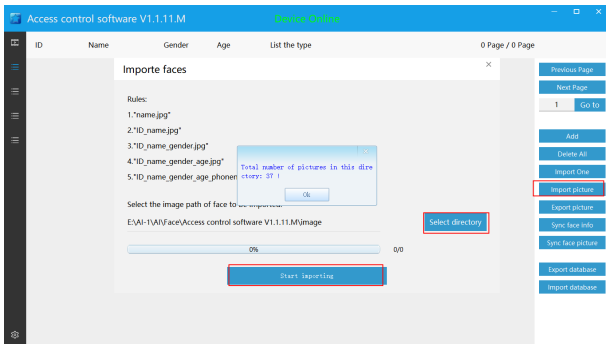 Access control software V1.1.11.M
Device Online
ID Name Gender Age List the type 0 Page / 0 Page
Importe faces
Rules:
1."name.jpg"
2."ID_name.jpg"
3."ID_name_gender.jpg"
4."ID_name_gender_age.jpg"
5."ID_name_gender_age_phonen
Total number of pictures in this dire
ctory: 37 !
Ok
Select the image path of face to be imported:
E:\AI-1\AI\Face\Access control software V1.1.11.M\image
Select directory
0% 0/0
Start importing
Previous Page
Next Page
1 Go to
Add
Delete All
Import One
Import picture
Export picture
Sync face info
Sync face picture
Export database
Import database